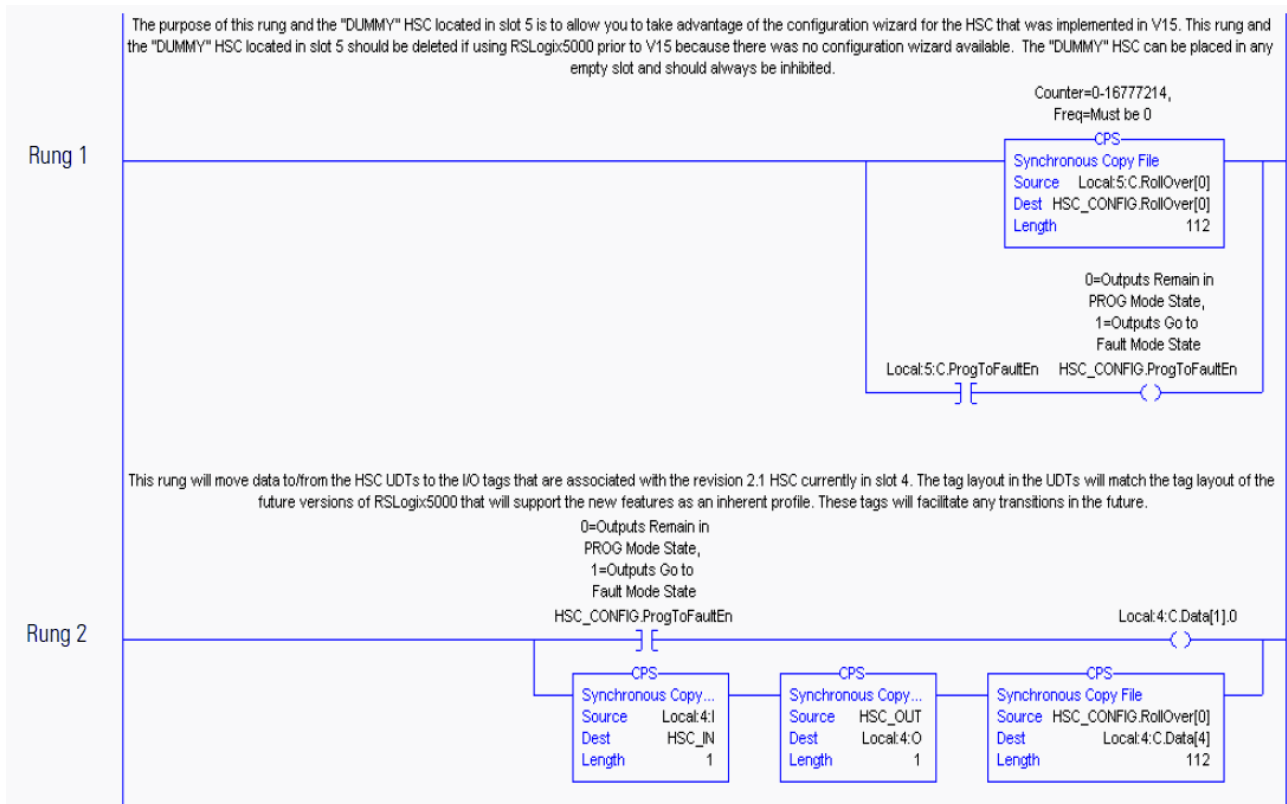 The purpose of this rung and the "DUMMY" HSC located in slot 5 is to allow you to take advantage of the configuration wizard for the HSC that was implemented in V15. This rung and
the "DUMMY" HSC located in slot 5 should be deleted if using RSLogix5000 prior to V15 because there was no configuration wizard available. The "DUMMY" HSC can be placed in any
empty slot and should always be inhibited.
Counter=0-16777214,
Freq=Must be 0
Rung 1
CPS
Synchronous Copy File
Source Local:5:C.RollOver[0]
Dest HSC_CONFIG.RollOver[0]
Length 112
0=Outputs Remain in
PROG Mode State,
1=Outputs Go to
Fault Mode State
Local:5:C.ProgToFaultEn HSC_CONFIG.ProgToFaultEn
This rung will move data to/from the HSC UDTs to the I/O tags that are associated with the revision 2.1 HSC currently in slot 4. The tag layout in the UDTs will match the tag layout of the
future versions of RSLogix5000 that will support the new features as an inherent profile. These tags will facilitate any transitions in the future.
0=Outputs Remain in
PROG Mode State,
1=Outputs Go to
Fault Mode State
HSC_CONFIG.ProgToFaultEn Local:4:C.Data[1].0
Rung 2
CPS CPS CPS
Synchronous Copy... Synchronous Copy... Synchronous Copy File
Source Local:4:I Source HSC_OUT Source HSC_CONFIG.RollOver[0]
Dest HSC_IN Dest Local:4:O Dest Local:4:C.Data[4]
Length 1 Length 1 Length 112